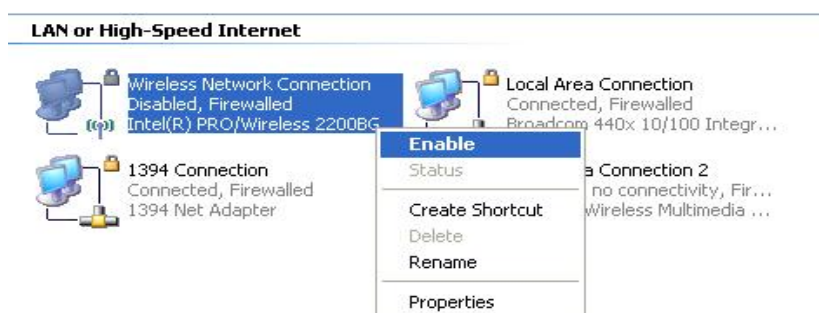 LAN or High-Speed Internet
Wireless Network Connection
Disabled, Firewalled
Intel(R) PRO/Wireless 2200BG
Local Area Connection
Connected, Firewalled
Broadcom 440x 10/100 Integr...
1394 Connection
Connected, Firewalled
1394 Net Adapter
a Connection 2
no connectivity, Fir...
Wireless Multimedia ...
Enable
Status
Create Shortcut
Delete
Rename
Properties